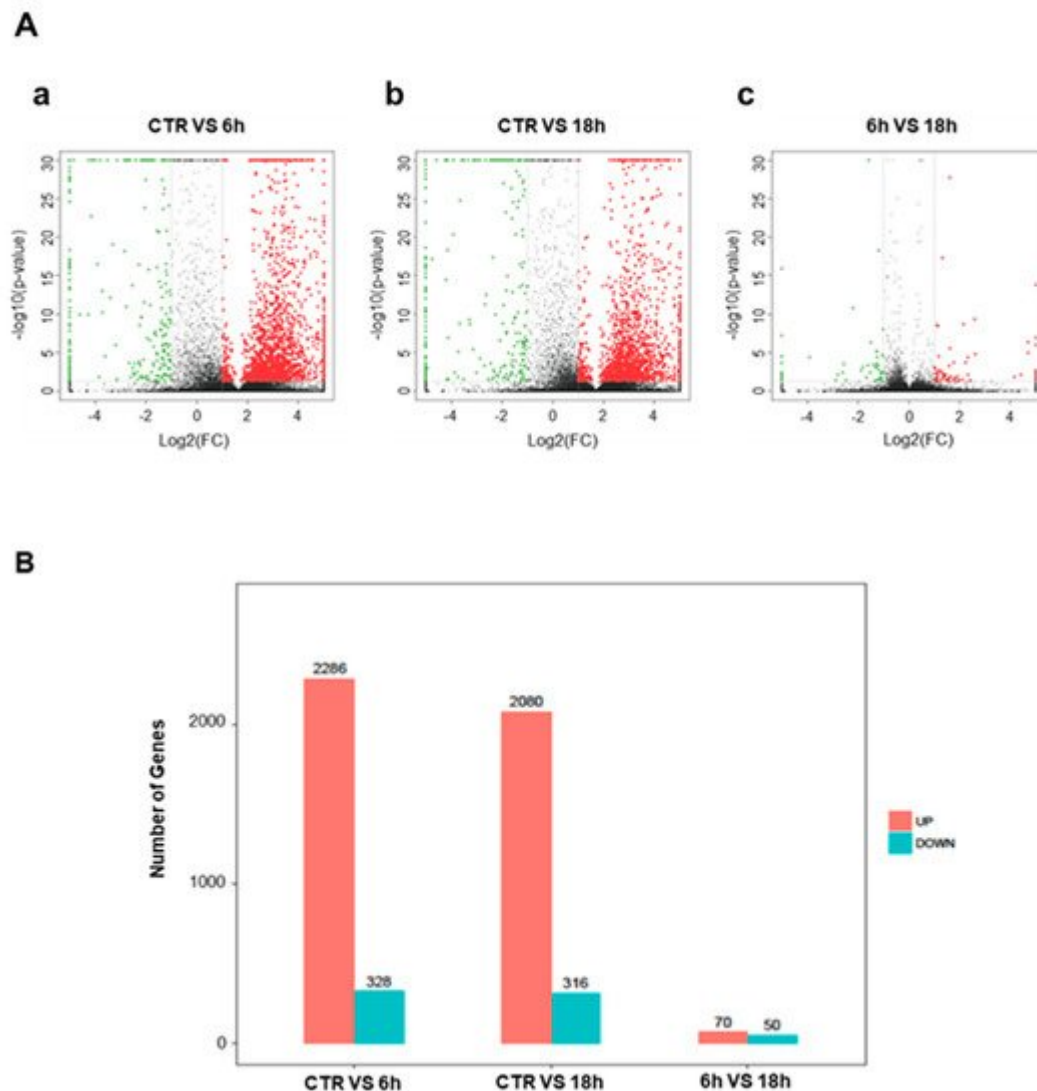 A
a
b
c
CTR VS 6h
CTR VS 18h
6h VS 18h
30
25
20
15
10
5
0
-log10(p-value)
-4 -2 0 2 4
Log2(FC)
30
25
20
15
10
5
0
-log10(p-value)
-4 -2 0 2 4
Log2(FC)
30
25
20
15
10
5
0
-log10(p-value)
-4 -2 0 2 4
Log2(FC)
B
Number of Genes
2000
1000
0
2286
328
2080
316
70
50
CTR VS 6h
CTR VS 18h
6h VS 18h
UP
DOWN